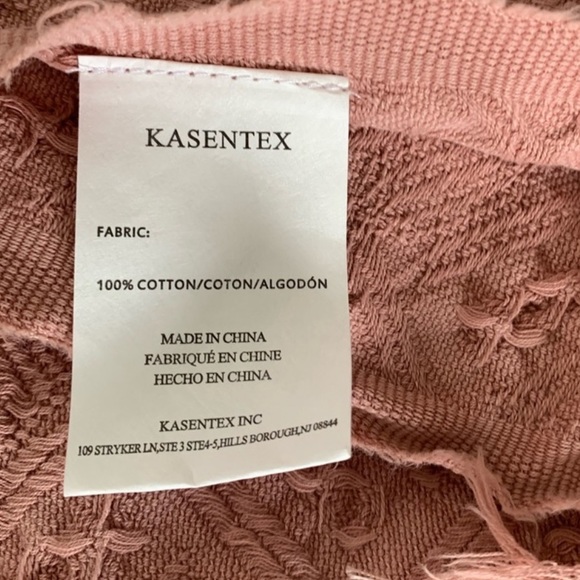 KASENTEX
FABRIC:
100% COTTON/COTON/ALGODÓN
MADE IN CHINA
FABRIQUÉ EN CHINE
HECHO EN CHINA
KASENTEX INC
109 STRYKER LN,STE 3 STE4-5,HILLS BOROUGH,NJ 08844